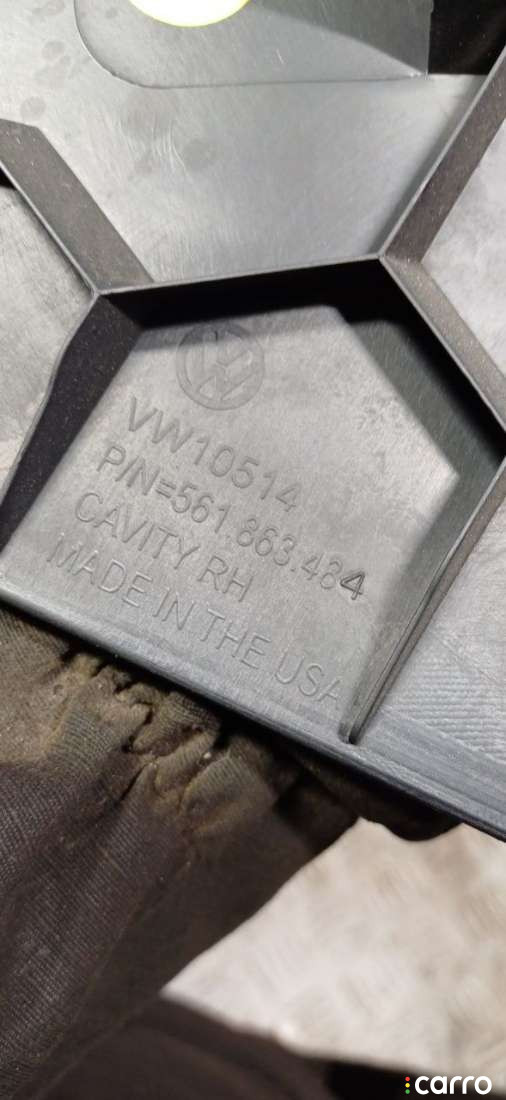 VW10514
P/N=561.863.484
CAVITY RH
MADE IN THE USA
carro